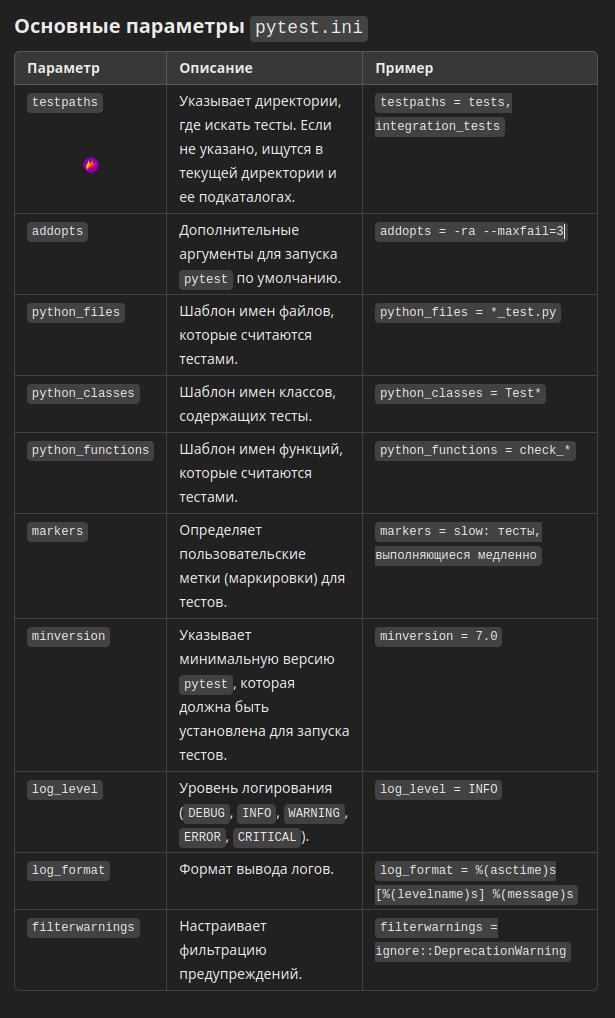 Основные параметры pytest.ini
Параметр Описание Пример
testpaths
Указывает директории,
где искать тесты. Если
не указано, ищутся в
текущей директории и
ее подкаталогах.
testpaths = tests,
integration_tests
addopts
Дополнительные
аргументы для запуска
pytest по умолчанию.
addopts = -ra --maxfail=3
python_files
Шаблон имен файлов,
которые считаются
тестами.
python_files = *_test.py
python_classes
Шаблон имен классов,
содержащих тесты.
python_classes = Test*
python_functions
Шаблон имен функций,
которые считаются
тестами.
python_functions = check_*
markers
Определяет
пользовательские
метки (маркировки) для
тестов.
markers = slow: тесты,
выполняющиеся медленно
minversion
Указывает
минимальную версию
pytest, которая
должна быть
установлена для запуска
тестов.
minversion = 7.0
log_level
Уровень логирования
(DEBUG, INFO, WARNING,
ERROR, CRITICAL).
log_level = INFO
log_format
Формат вывода логов.
log_format = %(asctime)s
[%(levelname)s] %(message)s
filterwarnings
Настраивает
фильтрацию
предупреждений.
filterwarnings =
ignore::DeprecationWarning